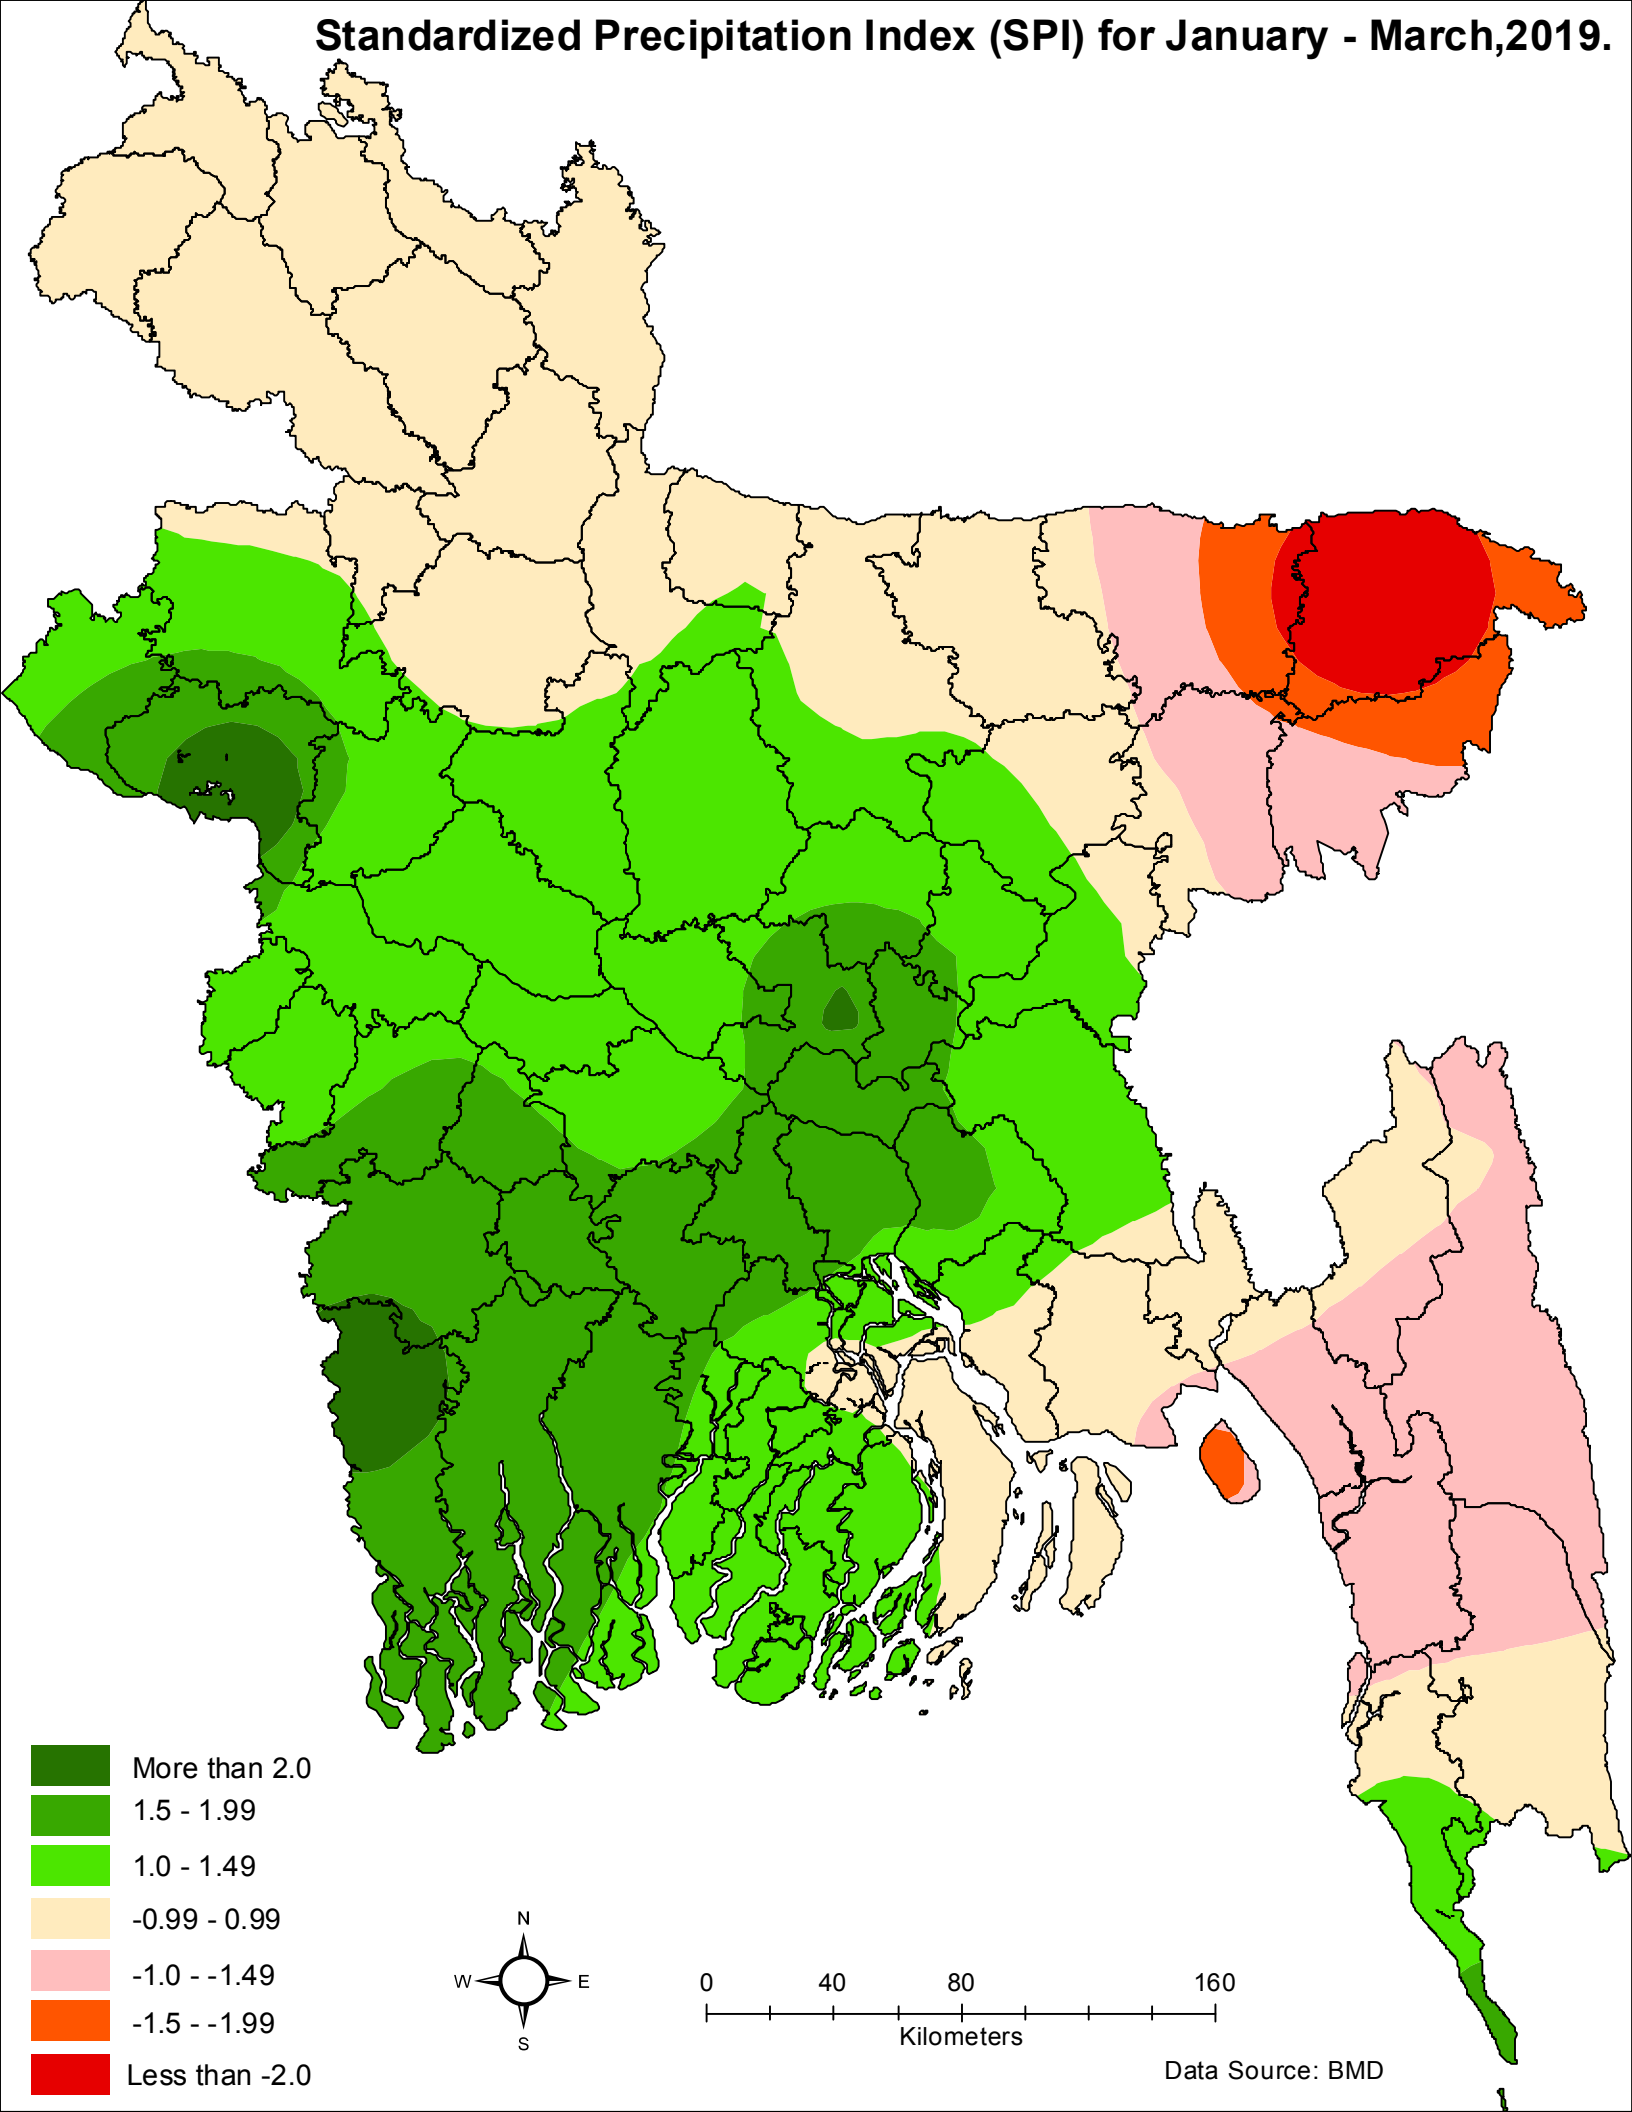 Standardized Precipitation Index (SPI) for January - March,2019.
More than 2.0
1.5 - 1.99
1.0 - 1.49
-0.99 - 0.99
-1.0 - -1.49
-1.5 - -1.99
Less than -2.0
N
W E
S
0 40 80 160
Kilometers
Data Source: BMD